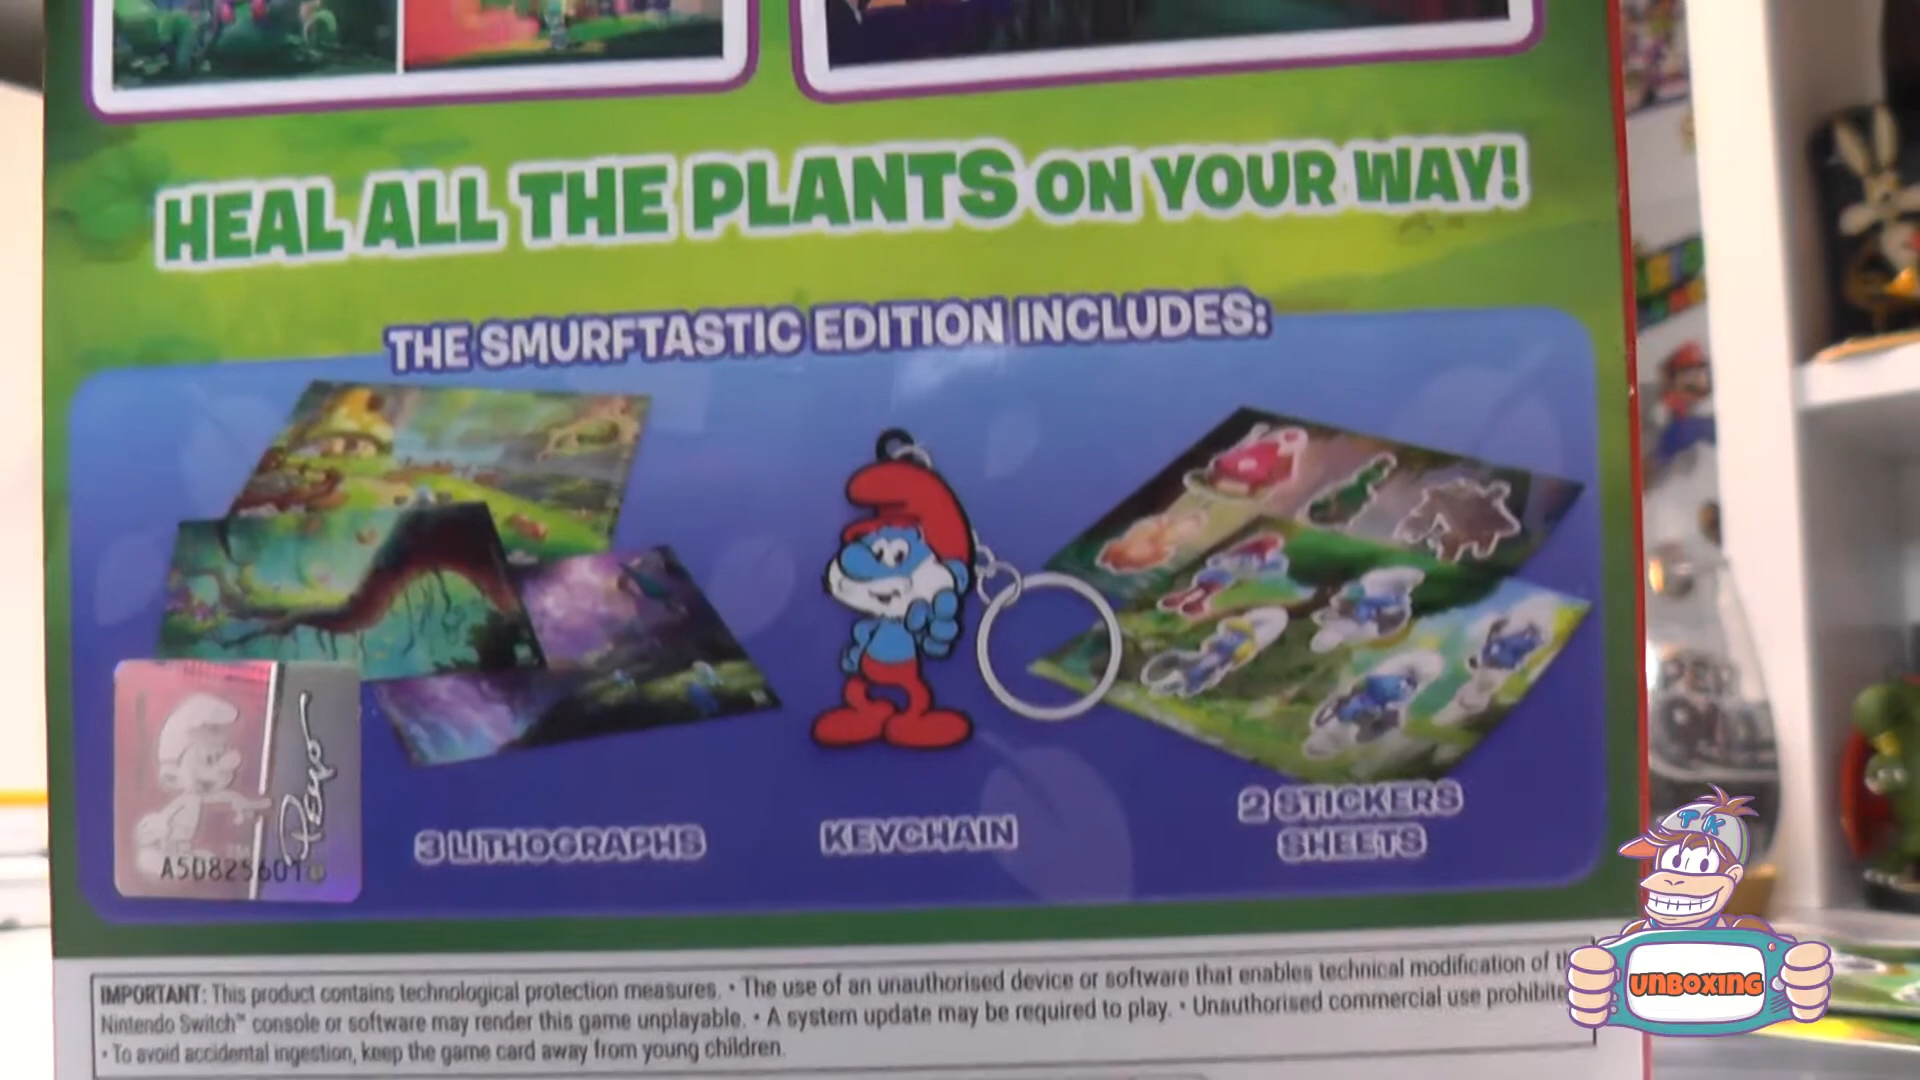 HEAL ALL THE PLANTS ON YOUR WAY!
THE SMURFTASTIC EDITION INCLUDES:
Peyo
A5082560
3 LITHOGRAPHS
KEYCHAIN
2 STICKERS
SHEETS
IMPORTANT: This product contains technological protection measures. • The use of an unauthorised device or software that enables technical modification of
Nintendo Switch™ console or software may render this game unplayable. • A system update may be required to play. • Unauthorised commercial use prohibite
• To avoid accidental ingestion, keep the game card away from young children.
PK
UNBOXING